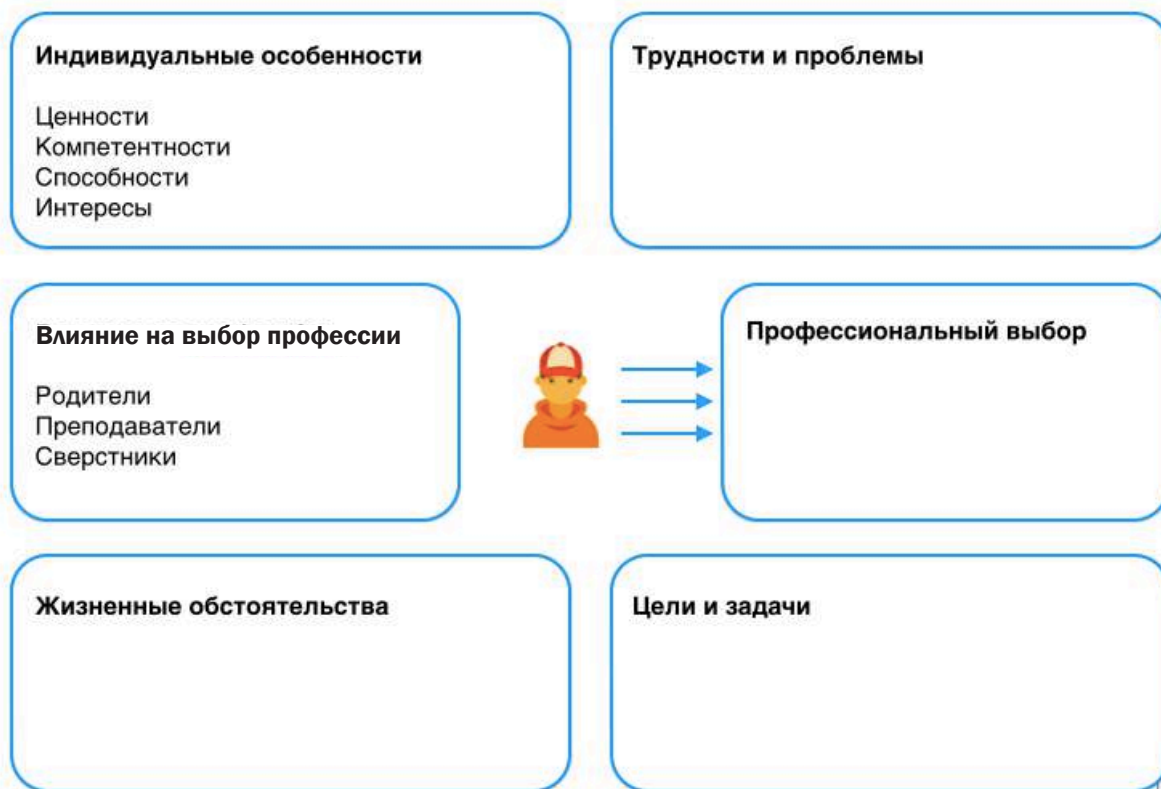 Индивидуальные особенности
Ценности
Компетентности
Способности
Интересы
Трудности и проблемы
Влияние на выбор профессии
Родители
Преподаватели
Сверстники
Профессиональный выбор
Жизненные обстоятельства
Цели и задачи